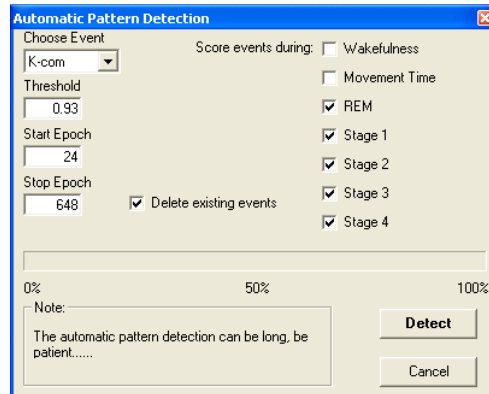 Automatic Pattern Detection
Choose Event
K-com
Threshold
0.93
Start Epoch
24
Stop Epoch
648
Delete existing events
Score events during:
Wakefulness
Movement Time
REM
Stage 1
Stage 2
Stage 3
Stage 4
0% 50% 100%
Note:
The automatic pattern detection can be long, be
patient......
Detect
Cancel